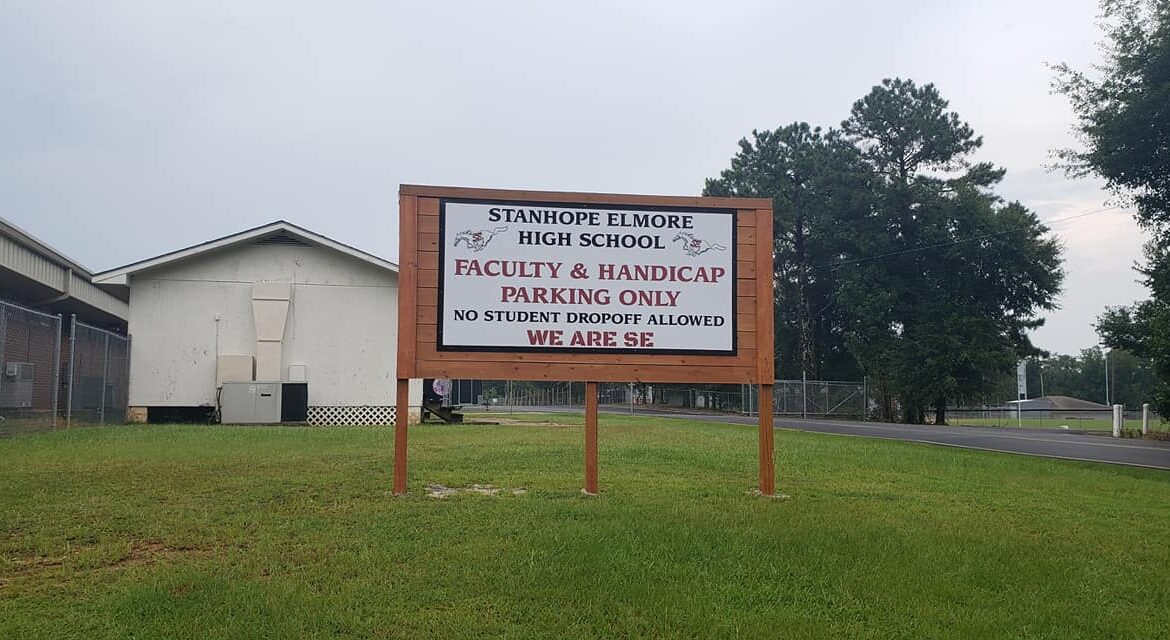 STANHOPE ELMORE
HIGH SCHOOL
FACULTY & HANDICAP
PARKING ONLY
NO STUDENT DROPOFF ALLOWED
WE ARE SE